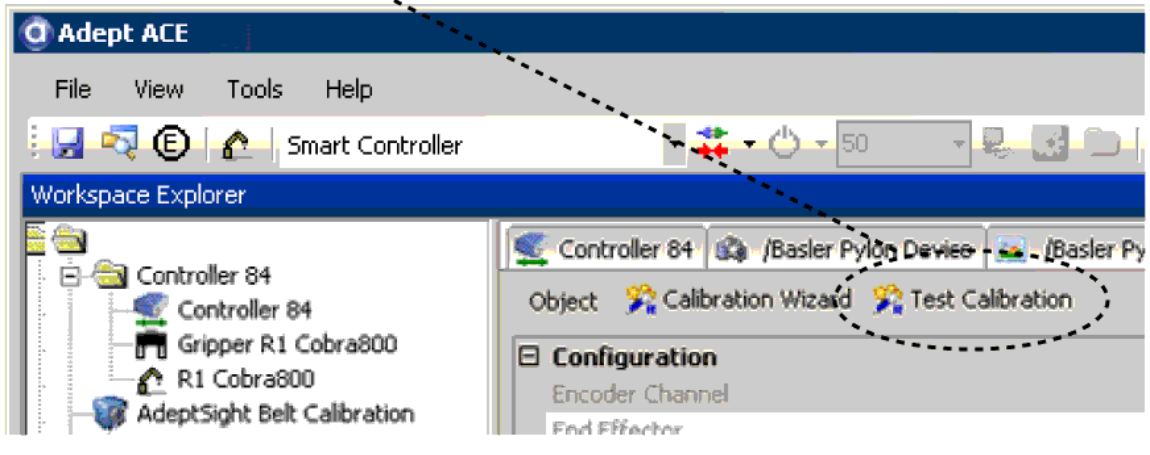 Adept ACE
File View Tools Help
E Smart Controller 50
Workspace Explorer
Controller 84
Controller 84
Gripper R1 Cobra800
R1 Cobra800
AdeptSight Belt Calibration
Controller 84 /Basler Pylon Device /Basler Py
Object Calibration Wizard Test Calibration
Configuration
Encoder Channel
End Effector